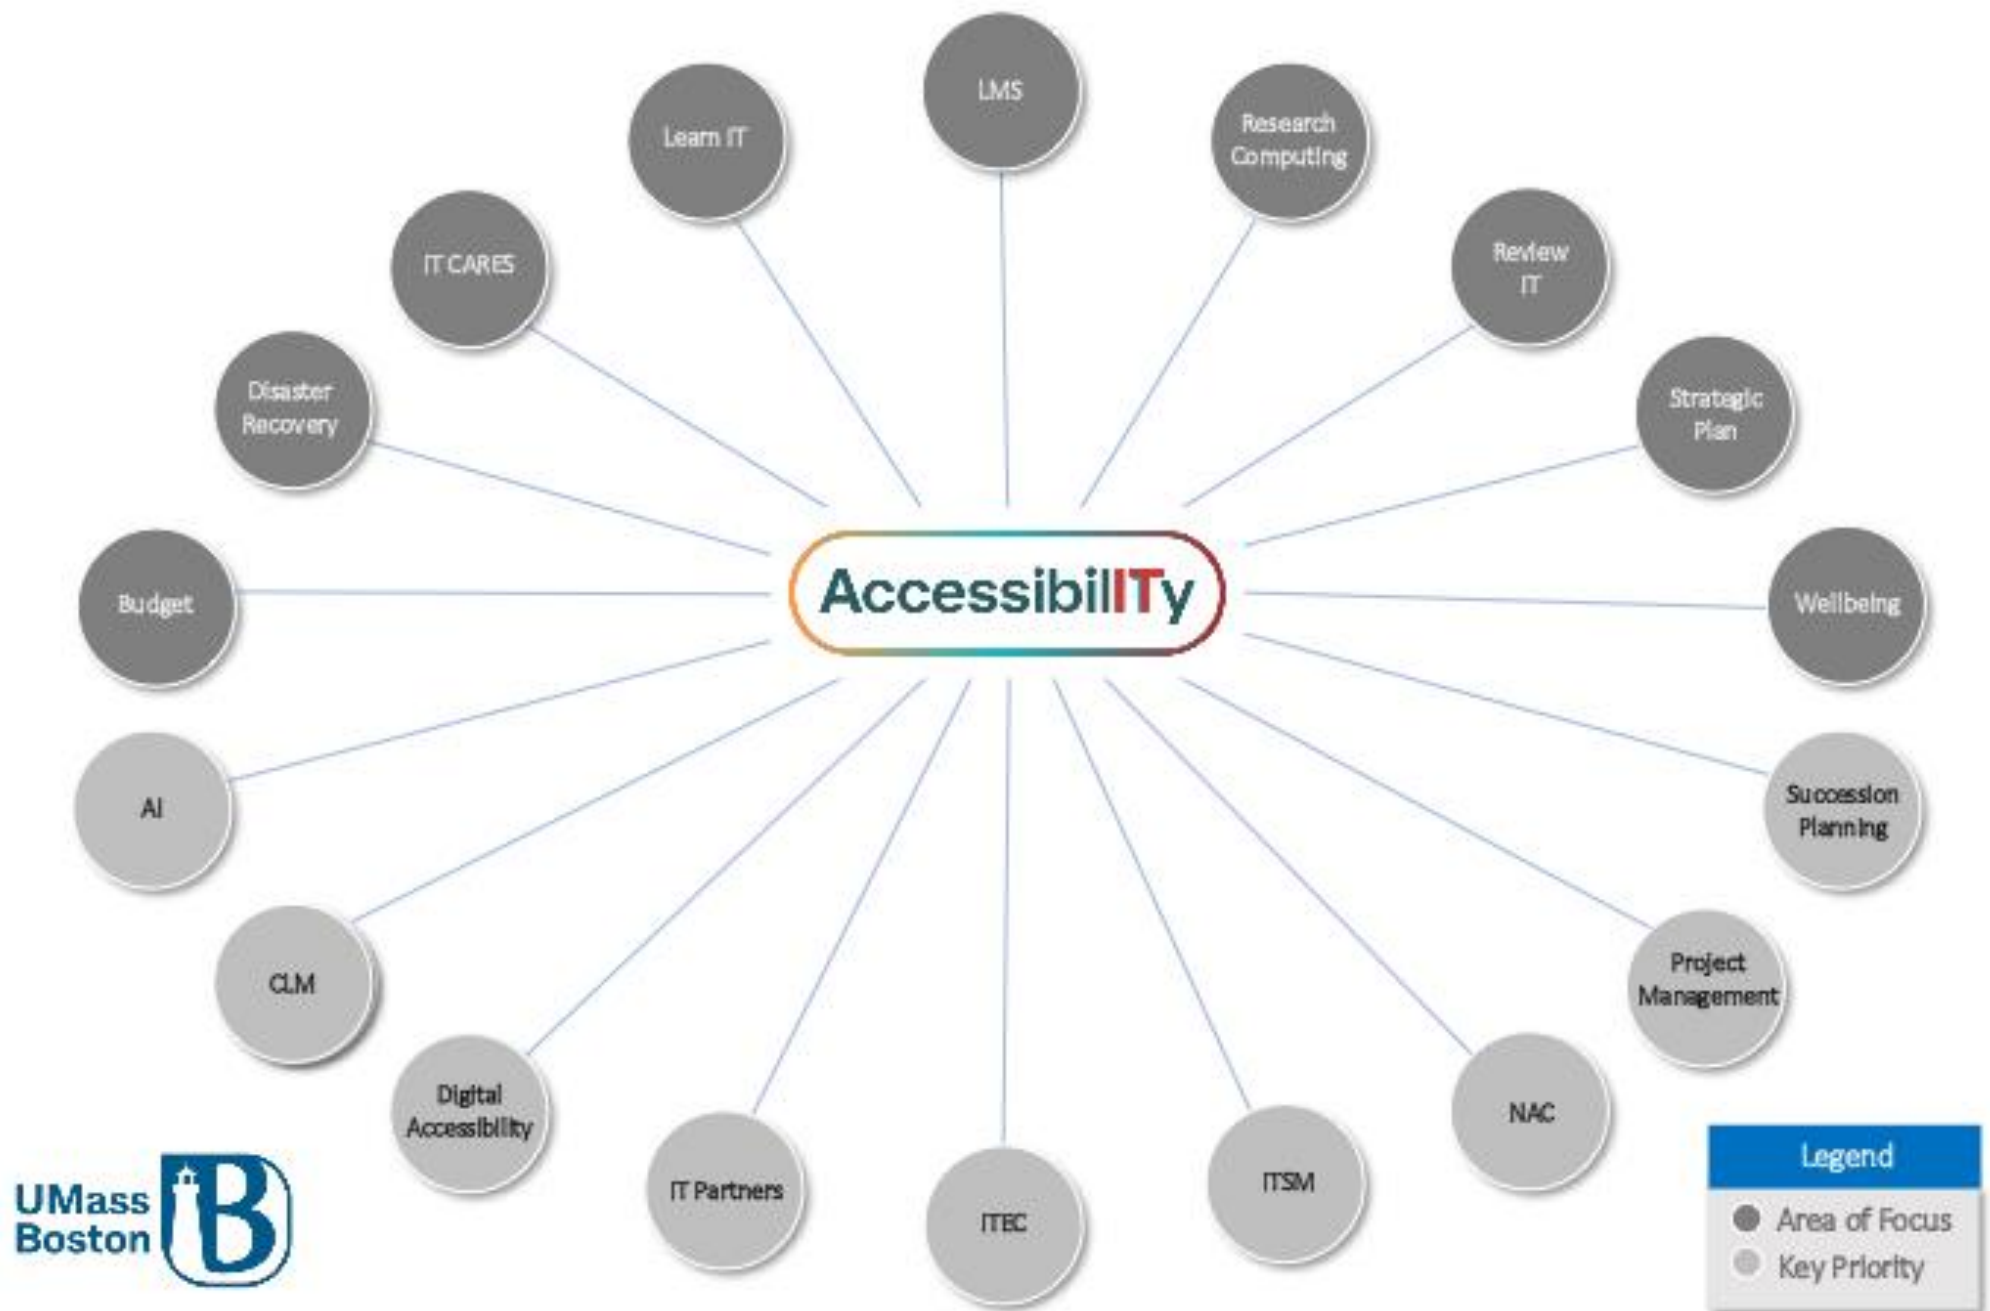 LMS
Learn IT
Research
Computing
IT CARES
Review
IT
Disaster
Recovery
Strategic
Plan
Budget
AccessibilITy
Wellbeing
AI
Succession
Planning
CLM
Project
Management
Digital
Accessibility
NAC
IT Partners
ITEC
ITSM
UMass
Boston
B
Legend
Area of Focus
Key Priority